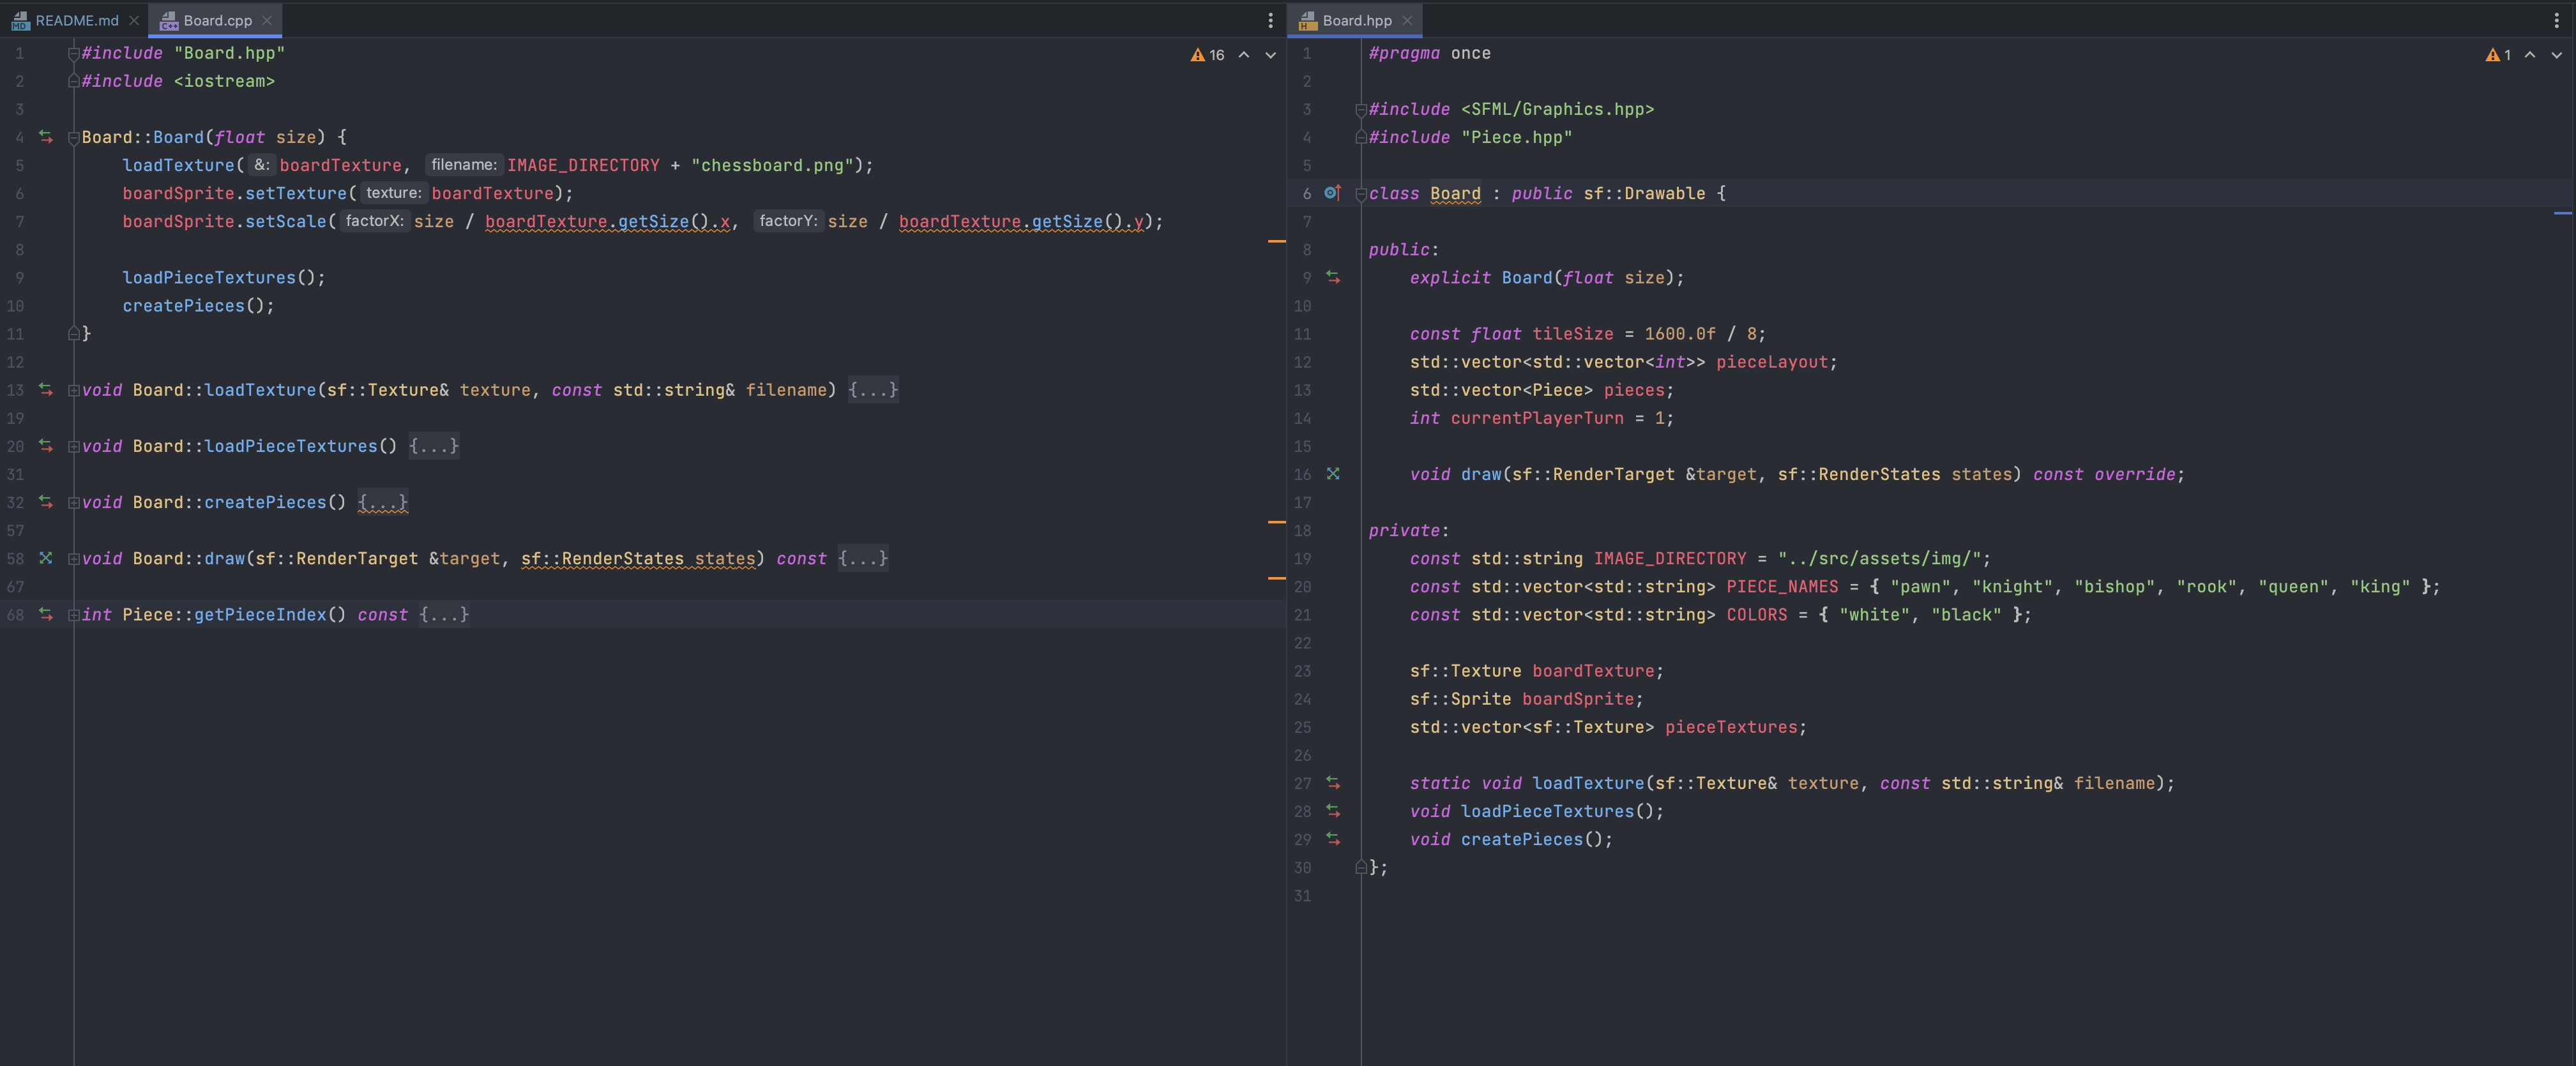 README.md
Board.cpp
16
1 #include "Board.hpp"
2 #include <iostream>
3
4 Board::Board(float size) {
5 loadTexture( &: boardTexture, filename: IMAGE_DIRECTORY + "chessboard.png");
6 boardSprite.setTexture( texture: boardTexture);
7 boardSprite.setScale( factorX: size / boardTexture.getSize().x, factorY: size / boardTexture.getSize().y);
8
9 loadPieceTextures();
10 createPieces();
11 }
12
13 void Board::loadTexture(sf::Texture& texture, const std::string& filename) {...}
19
20 void Board::loadPieceTextures() {...}
31
32 void Board::createPieces() {...}
57
58 void Board::draw(sf::RenderTarget &target, sf::RenderStates states) const {...}
67
68 int Piece::getPieceIndex() const {...}
Board.hpp
1
1 #pragma once
2
3 #include <SFML/Graphics.hpp>
4 #include "Piece.hpp"
5
6 class Board : public sf::Drawable {
7
8 public:
9 explicit Board(float size);
10
11 const float tileSize = 1600.0f / 8;
12 std::vector<std::vector<int>> pieceLayout;
13 std::vector<Piece> pieces;
14 int currentPlayerTurn = 1;
15
16 void draw(sf::RenderTarget &target, sf::RenderStates states) const override;
17
18 private:
19 const std::string IMAGE_DIRECTORY = "../src/assets/img/";
20 const std::vector<std::string> PIECE_NAMES = { "pawn", "knight", "bishop", "rook", "queen", "king" };
21 const std::vector<std::string> COLORS = { "white", "black" };
22
23 sf::Texture boardTexture;
24 sf::Sprite boardSprite;
25 std::vector<sf::Texture> pieceTextures;
26
27 static void loadTexture(sf::Texture& texture, const std::string& filename);
28 void loadPieceTextures();
29 void createPieces();
30 };
31